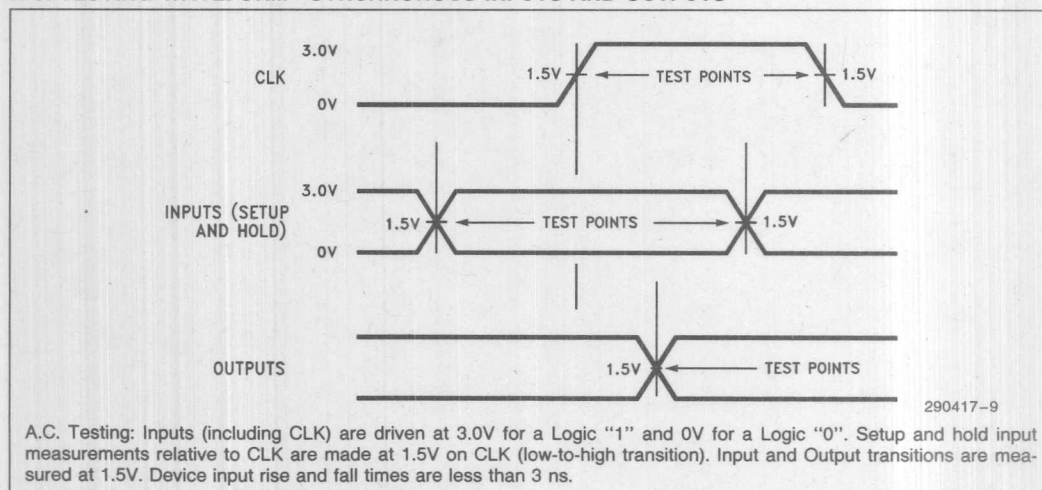 3.0V
CLK
1.5V
TEST POINTS
1.5V
0V
3.0V
INPUTS (SETUP
AND HOLD)
1.5V
TEST POINTS
1.5V
0V
OUTPUTS
1.5V
TEST POINTS
290417-9
A.C. Testing: Inputs (including CLK) are driven at 3.0V for a Logic "1" and 0V for a Logic "0". Setup and hold input
measurements relative to CLK are made at 1.5V on CLK (low-to-high transition). Input and Output transitions are mea-
sured at 1.5V. Device input rise and fall times are less than 3 ns.